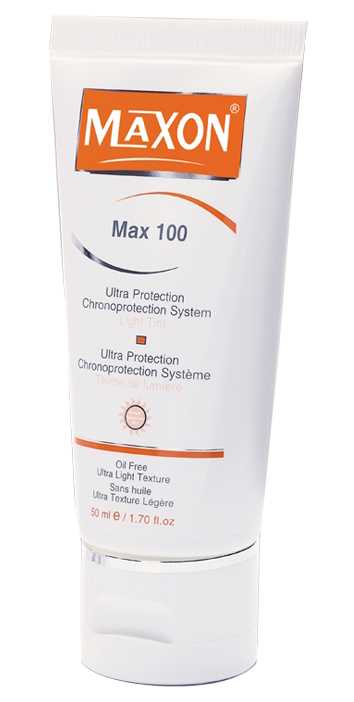 MAXON®
Max 100
Ultra Protection
Chronoprotection System
Light Tint
Ultra Protection
Chronoprotection Système
Teinte de lumière
Oil Free
Ultra Light Texture
Sans huile
Ultra Texture Légère
50 ml e / 1.70 fl.oz